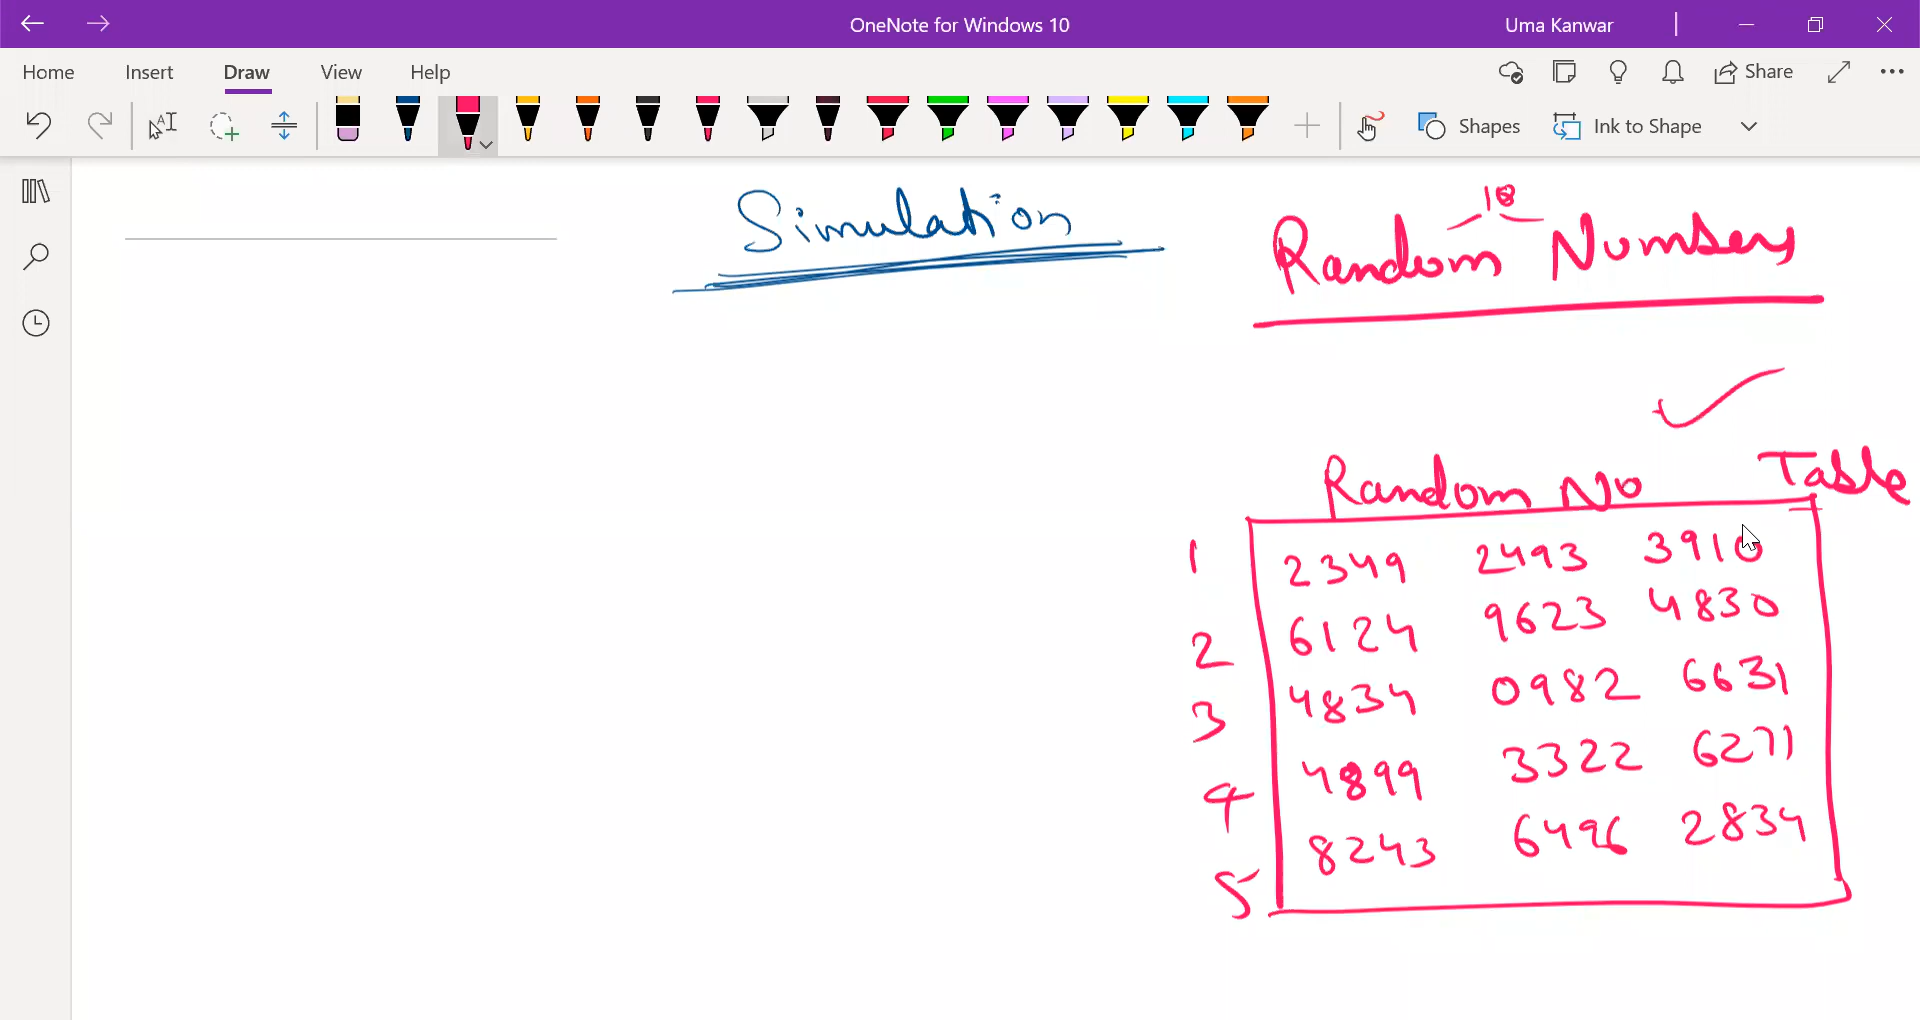 OneNote for Windows 10
Uma Kanwar
Home Insert Draw View Help
Share
Shapes
Ink to Shape
Simulation
10
Random Numbers
Random No Table
1 2349 2493 3910
2 6124 9623 4830
3 4834 0982 6631
4 4899 3322 6271
5 8243 6496 2834